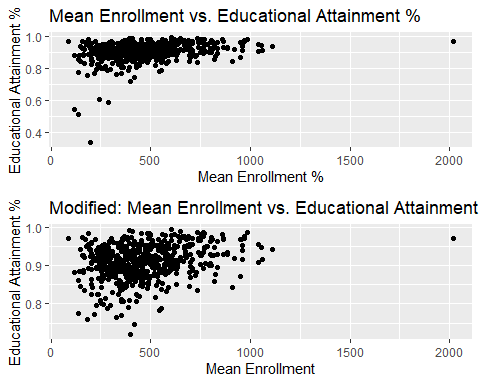 Mean Enrollment vs. Educational Attainment %
Educational Attainment %
1.0
0.8
0.6
0.4
500
1000
1500
2000
Mean Enrollment %
Modified: Mean Enrollment vs. Educational Attainment
Educational Attainment %
1.0
0.9
0.8
0
500
1000
1500
2000
Mean Enrollment